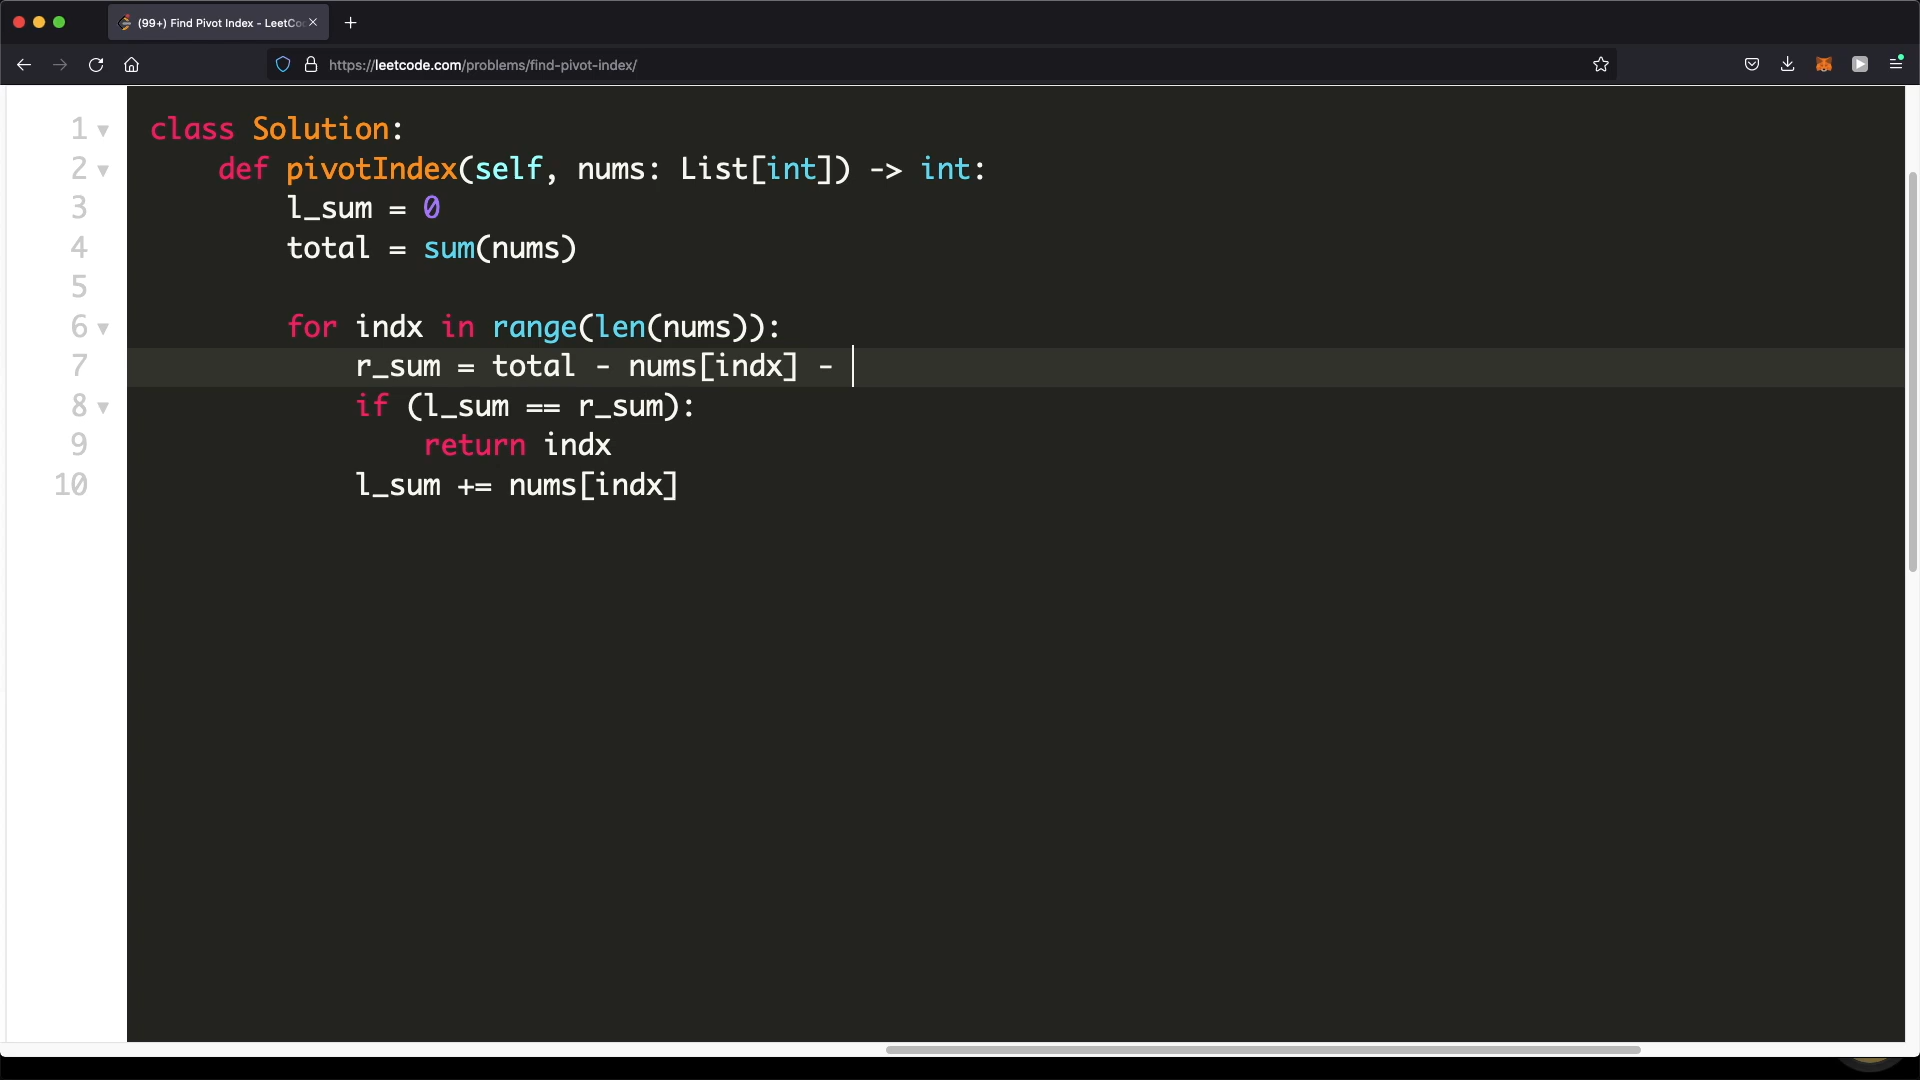 (99+) Find Pivot Index - LeetCo
https://leetcode.com/problems/find-pivot-index/
1 class Solution:
2 def pivotIndex(self, nums: List[int]) -> int:
3 l_sum = 0
4 total = sum(nums)
5
6 for indx in range(len(nums)):
7 r_sum = total - nums[indx] -
8 if (l_sum == r_sum):
9 return indx
10 l_sum += nums[indx]